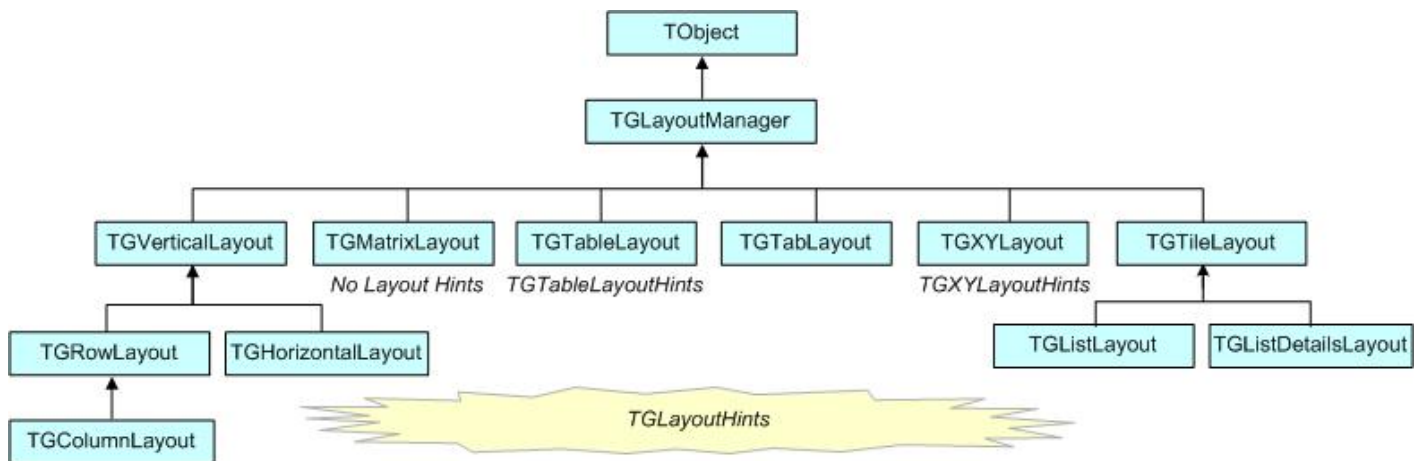 TObject
TGLayoutManager
TGVerticalLayout
TGMatrixLayout
TGTableLayout
TGTabLayout
TGXYLayout
TGTileLayout
No Layout Hints
TGTableLayoutHints
TGXYLayoutHints
TGRowLayout
TGHorizontalLayout
TGListLayout
TGListDetailsLayout
TGLayoutHints
TGColumnLayout